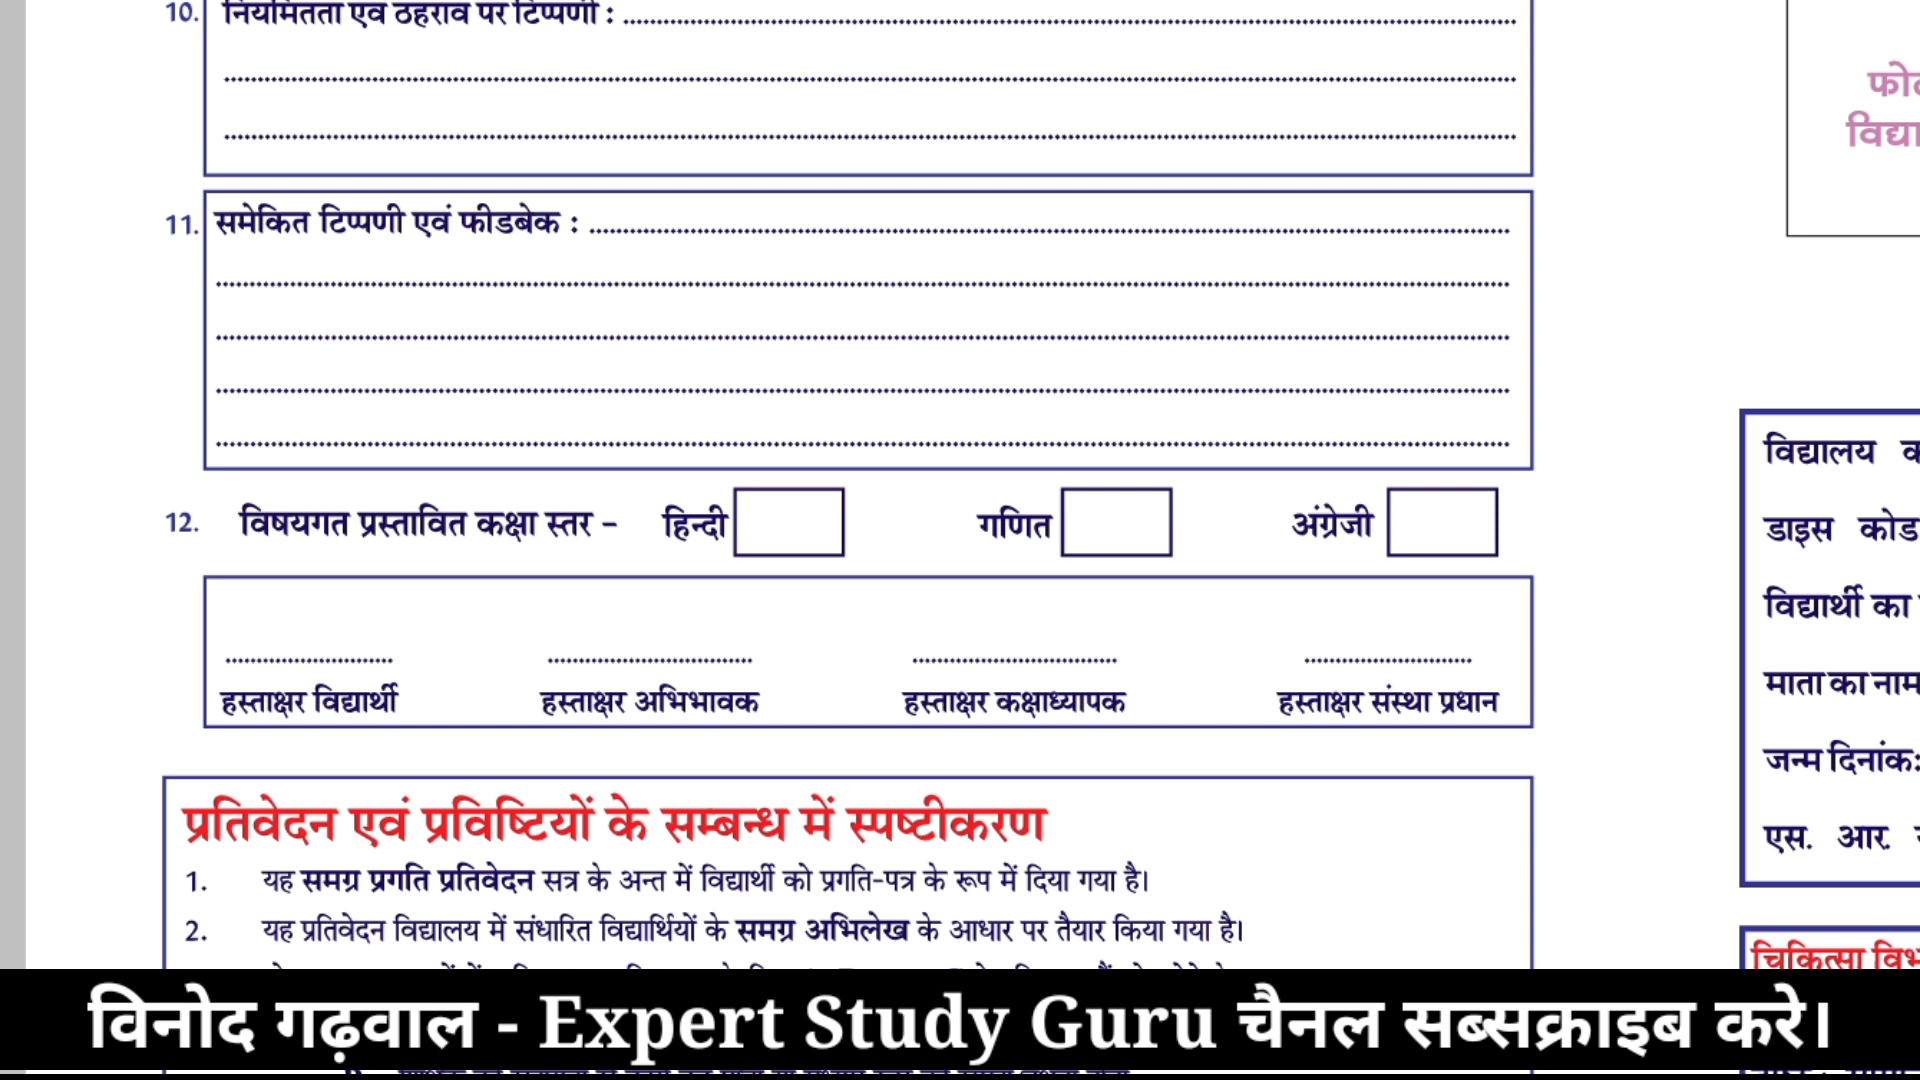 10. नियमितता एवं ठहराव पर टिप्पणी :
11. समेकित टिप्पणी एवं फीडबेक :
12. विषयगत प्रस्तावित कक्षा स्तर – हिन्दी गणित अंग्रेजी
हस्ताक्षर विद्यार्थी हस्ताक्षर अभिभावक हस्ताक्षर कक्षाध्यापक हस्ताक्षर संस्था प्रधान
प्रतिवेदन एवं प्रविष्टियों के सम्बन्ध में स्पष्टीकरण
1. यह समग्र प्रगति प्रतिवेदन सत्र के अन्त में विद्यार्थी को प्रगति-पत्र के रूप में दिया गया है।
2. यह प्रतिवेदन विद्यालय में संधारित विद्यार्थियों के समग्र अभिलेख के आधार पर तैयार किया गया है।
विद्यालय
डाइस कोड
विद्यार्थी का
माता का नाम
जन्म दिनांक:
एस. आर.
चिकित्सा
विनोद गढ़वाल - Expert Study Guru चैनल सब्सक्राइब करे।